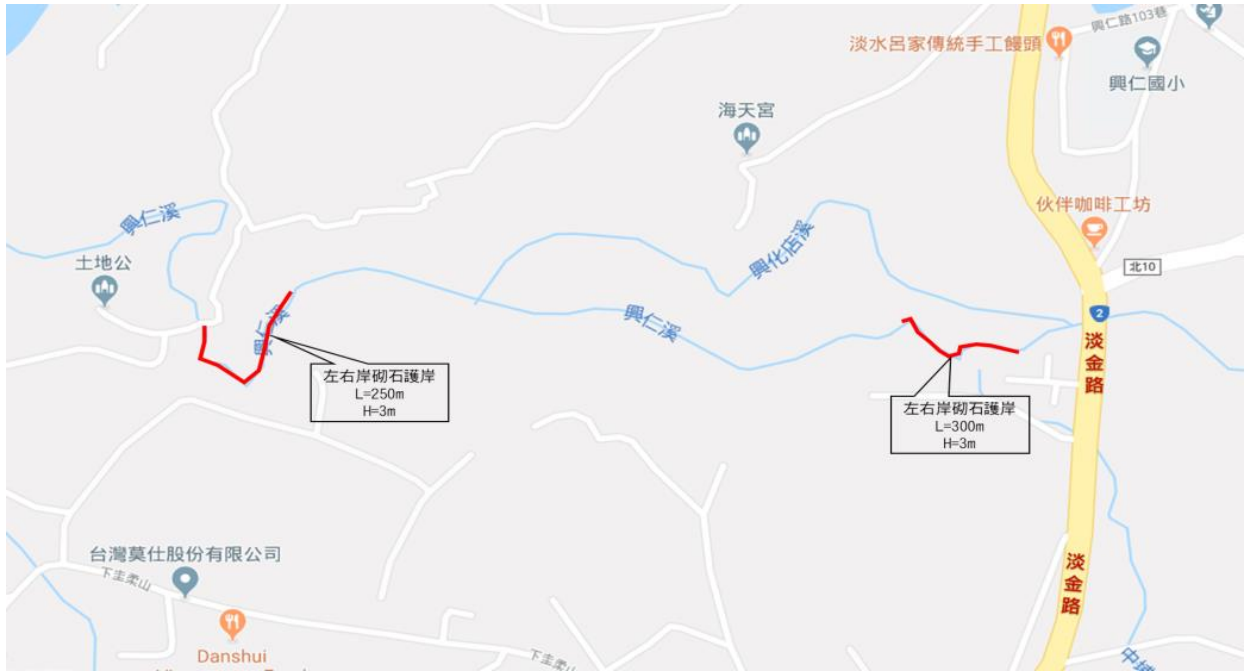 興仁路103巷
淡水呂家傳統手工饅頭
興仁國小
海天宮
伙伴咖啡工坊
興仁溪
興化店溪
土地公
北10
2
興仁溪
興仁溪
淡金路
左右岸砌石護岸
L=250m
H=3m
左右岸砌石護岸
L=300m
H=3m
台灣莫仕股份有限公司
下圭柔山
淡金路
Danshui
下圭柔山